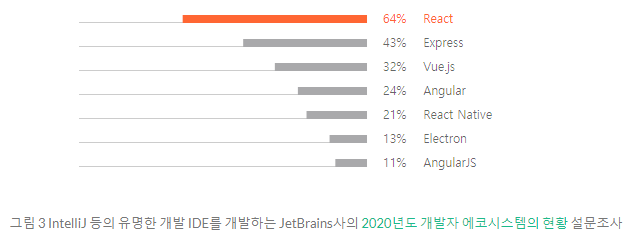 64% React
43% Express
32% Vue.js
24% Angular
21% React Native
13% Electron
11% AngularJS
그림 3 IntelliJ 등의 유명한 개발 IDE를 개발하는 JetBrains사의 2020년도 개발자 에코시스템의 현황 설문조사